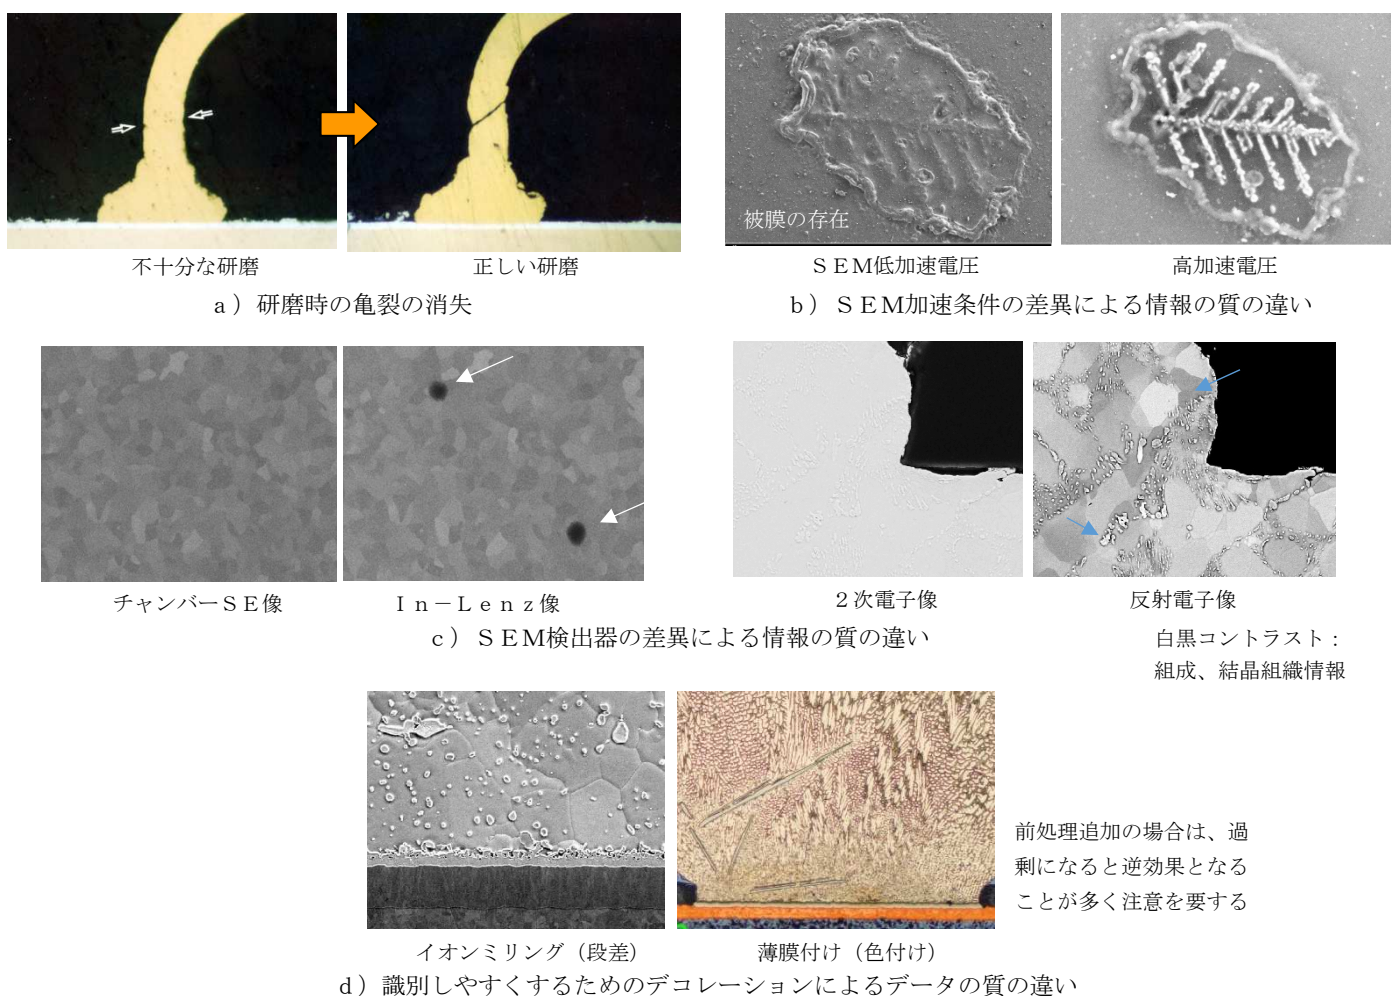 被膜の存在
不十分な研磨
正しい研磨
ａ）研磨時の亀裂の消失
ＳＥＭ低加速電圧
高加速電圧
ｂ）ＳＥＭ加速条件の差異による情報の質の違い
チャンバーＳＥ像
Ｉｎ－Ｌｅｎｚ像
２次電子像
反射電子像
ｃ）ＳＥＭ検出器の差異による情報の質の違い
白黒コントラスト：
組成、結晶組織情報
前処理追加の場合は、過
剰になると逆効果となる
ことが多く注意を要する
イオンミリング（段差）
薄膜付け（色付け）
ｄ）識別しやすくするためのデコレーションによるデータの質の違い